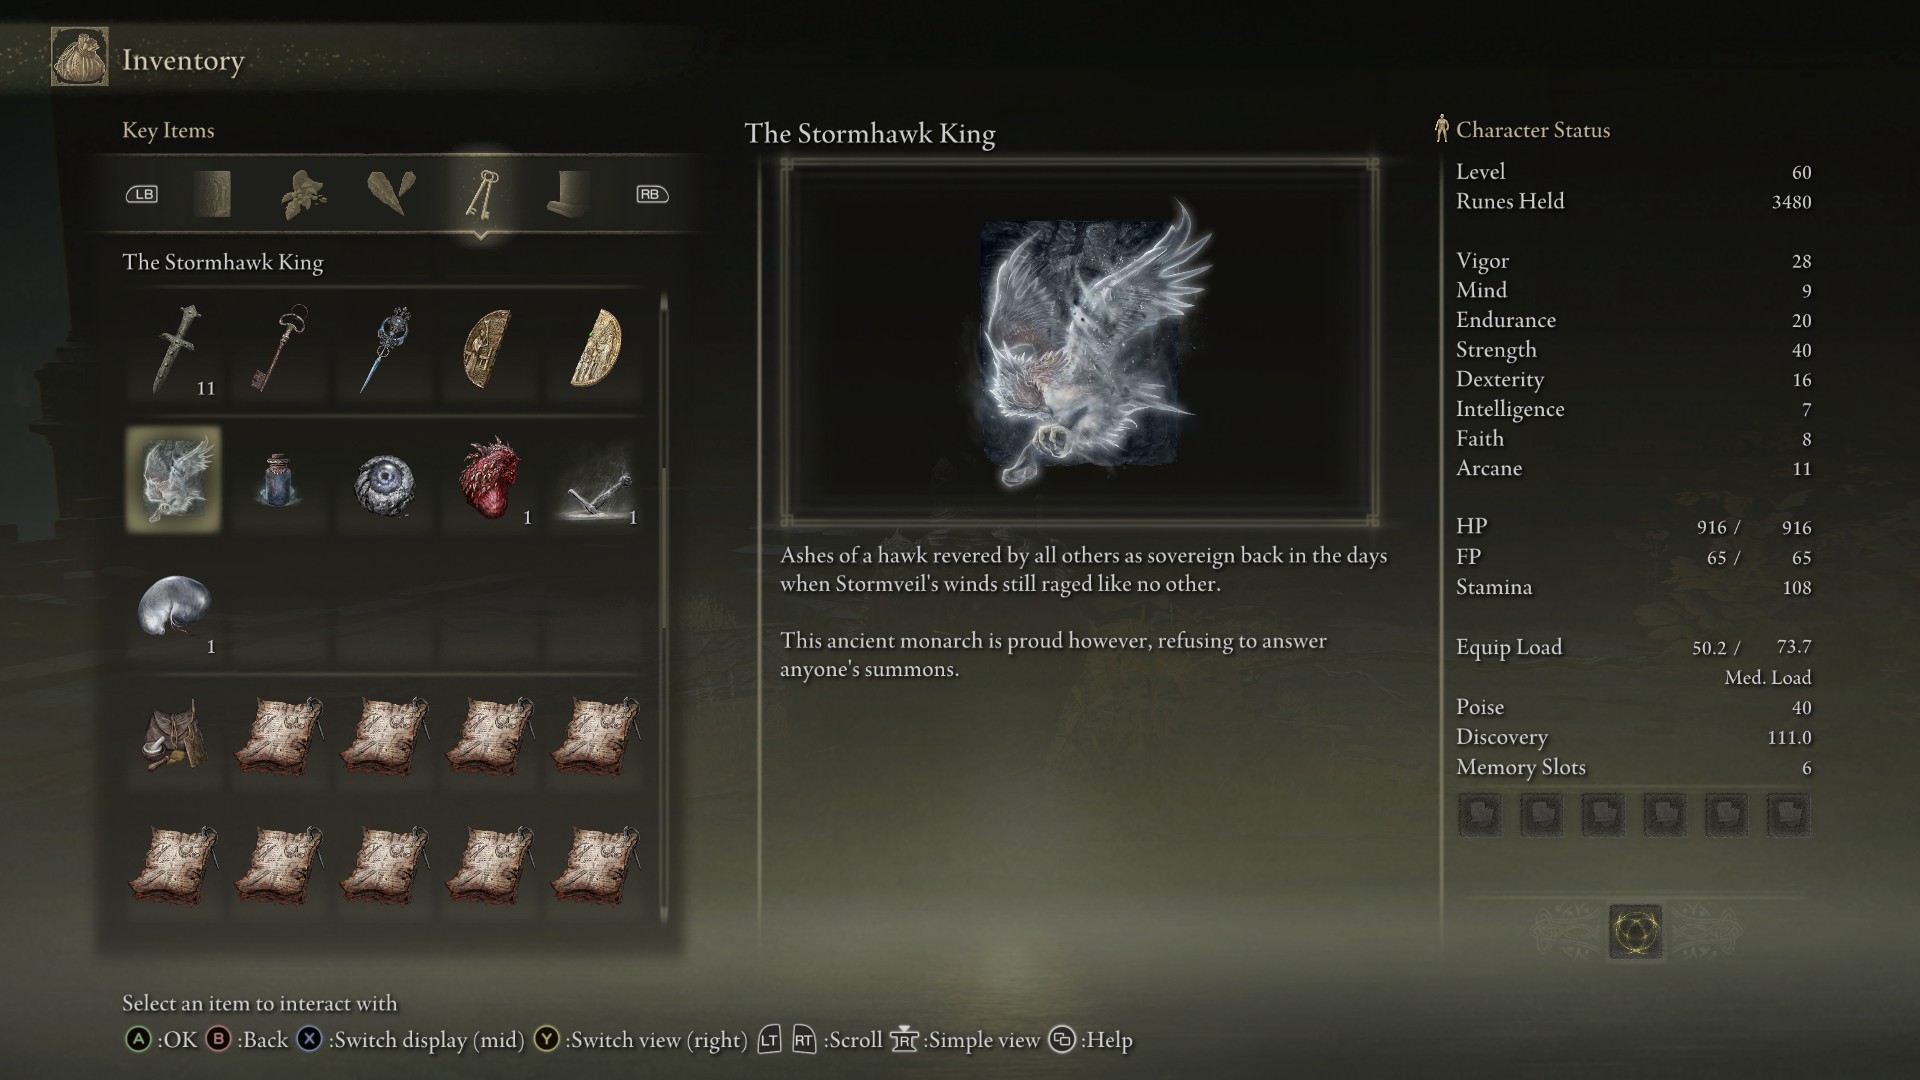 Inventory
Key Items
LB
RB
The Stormhawk King
11
1
1
1
The Stormhawk King
Ashes of a hawk revered by all others as sovereign back in the days
when Stormveil's winds still raged like no other.
This ancient monarch is proud however, refusing to answer
anyone's summons.
Character Status
Level 60
Runes Held 3480
Vigor 28
Mind 9
Endurance 20
Strength 40
Dexterity 16
Intelligence 7
Faith 8
Arcane 11
HP 916 / 916
FP 65 / 65
Stamina 108
Equip Load 50.2 / 73.7
Med. Load
Poise 40
Discovery 111.0
Memory Slots 6
Select an item to interact with
A :OK B :Back X :Switch display (mid) Y :Switch view (right) LT RT :Scroll R :Simple view :Help